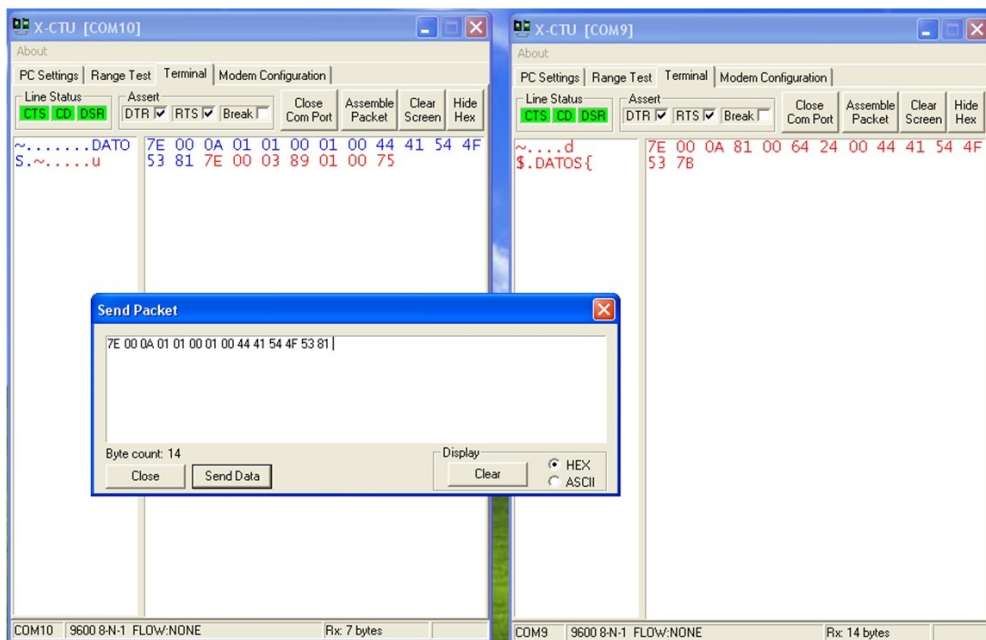 X-CTU [COM10]
About
PC Settings Range Test Terminal Modem Configuration
Line Status
CTS CD DSR
Assert
DTR RTS Break
Close Com Port
Assemble Packet
Clear Screen
Hide Hex
~.......DATO 7E 00 0A 01 01 00 01 00 44 41 54 4F
S.~.....u 53 81 7E 00 03 89 01 00 75
COM10 9600 8-N-1 FLOW:NONE Rx: 7 bytes
X-CTU [COM9]
About
PC Settings Range Test Terminal Modem Configuration
Line Status
CTS CD DSR
Assert
DTR RTS Break
Close Com Port
Assemble Packet
Clear Screen
Hide Hex
~....d 7E 00 0A 81 00 64 24 00 44 41 54 4F
$.DATOS{ 53 7B
COM9 9600 8-N-1 FLOW:NONE Rx: 14 bytes
Send Packet
7E 00 0A 01 01 00 01 00 44 41 54 4F 53 81
Byte count: 14
Close Send Data
Display
Clear
HEX
ASCII